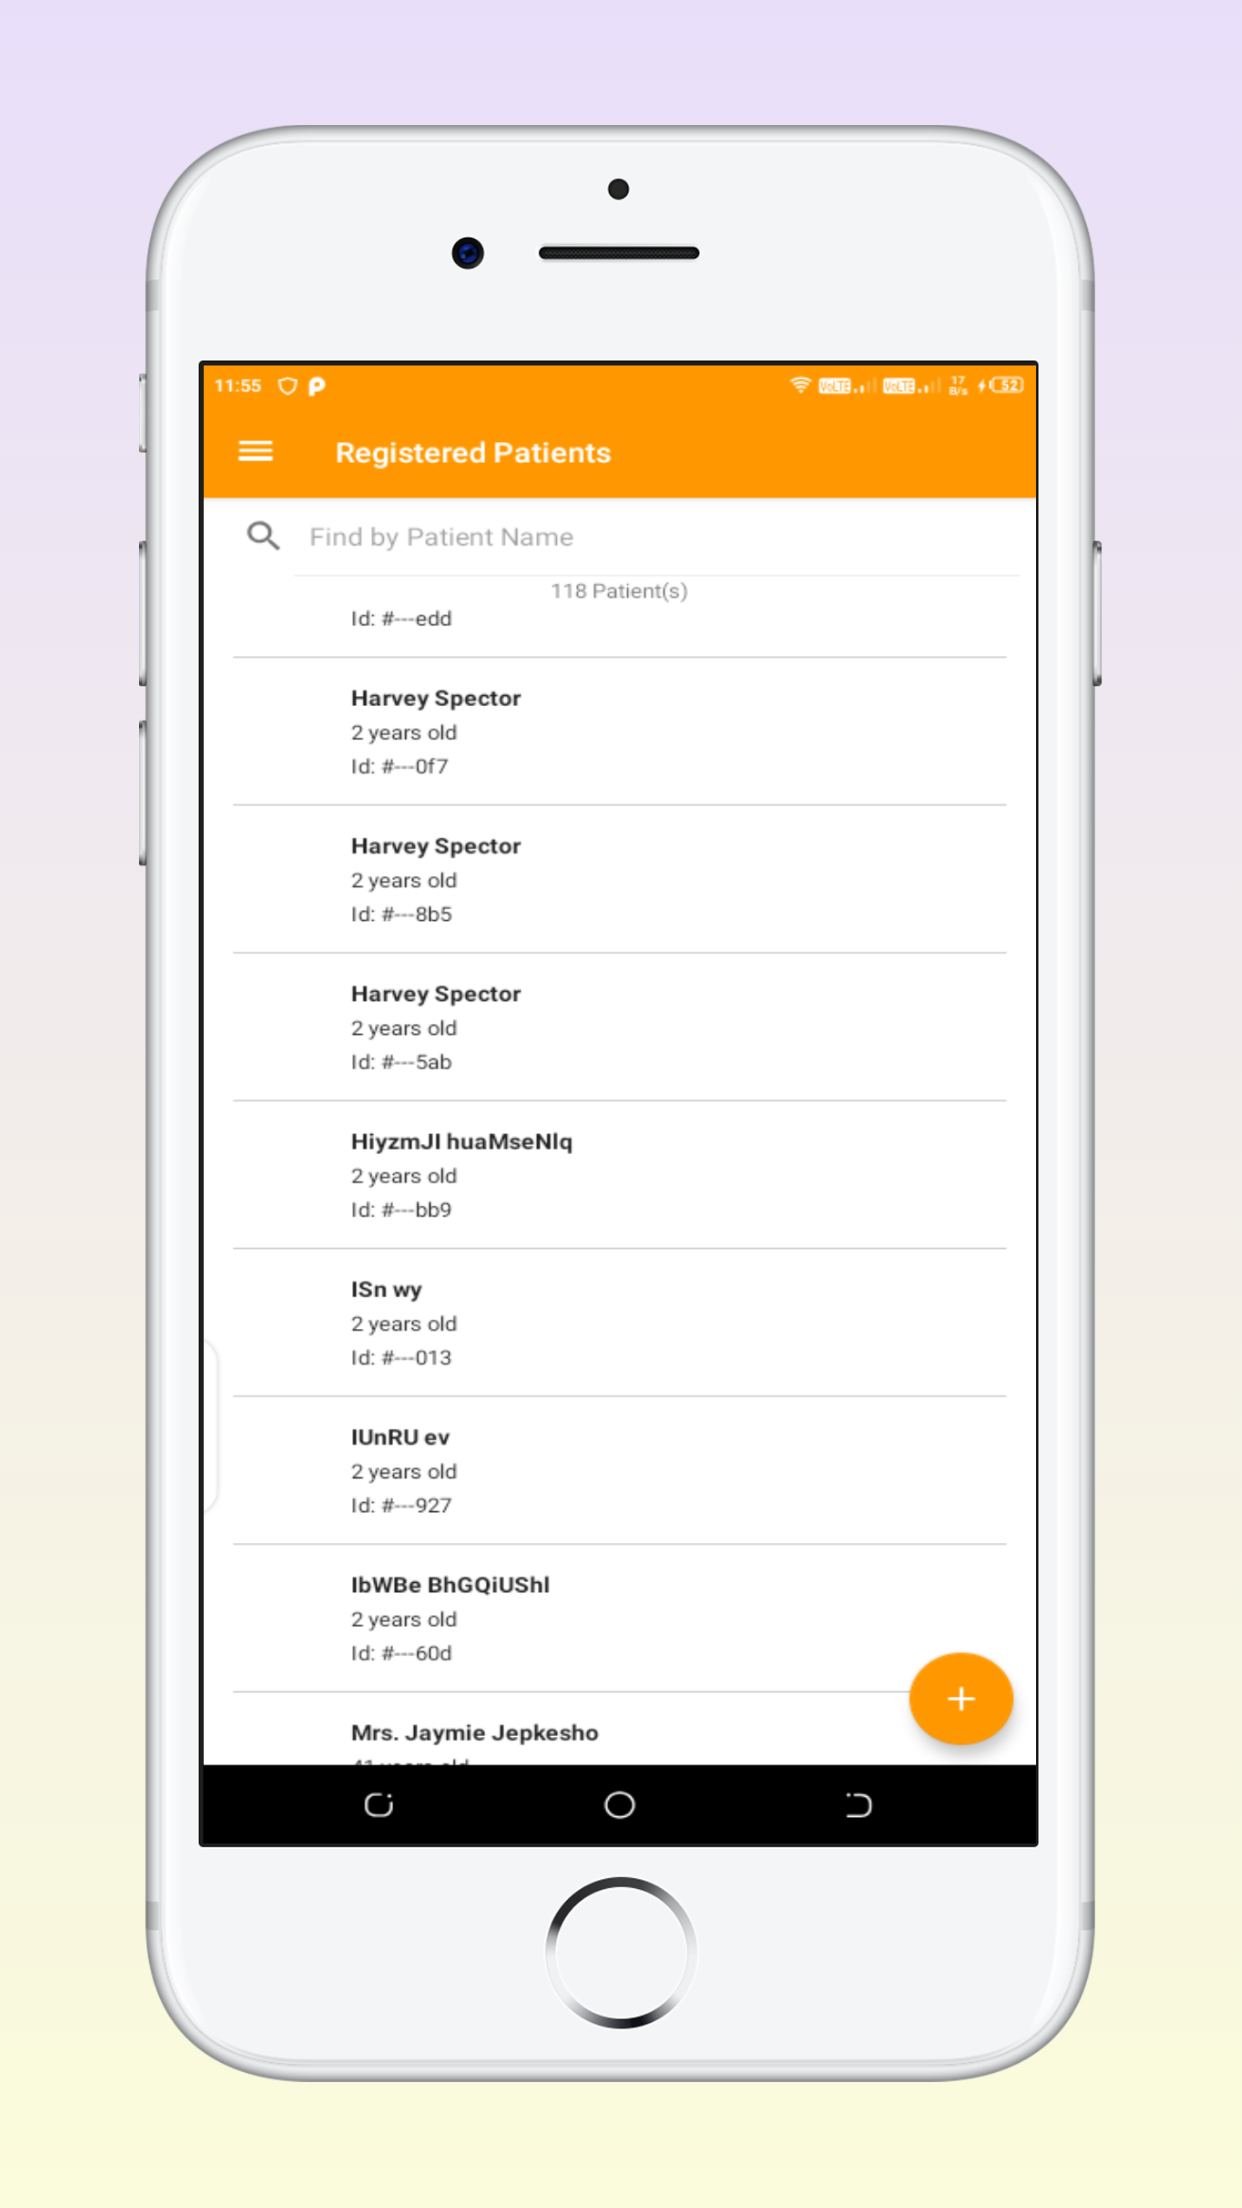 11:55
VoLTE VoLTE 17 B/s 52
Registered Patients
Find by Patient Name
118 Patient(s)
Id: #---edd
Harvey Spector
2 years old
Id: #---0f7
Harvey Spector
2 years old
Id: #---8b5
Harvey Spector
2 years old
Id: #---5ab
HiyzmJI huaMseNlq
2 years old
Id: #---bb9
ISn wy
2 years old
Id: #---013
IUnRU ev
2 years old
Id: #---927
IbWBe BhGQiUShl
2 years old
Id: #---60d
Mrs. Jaymie Jepkesho
41 years old